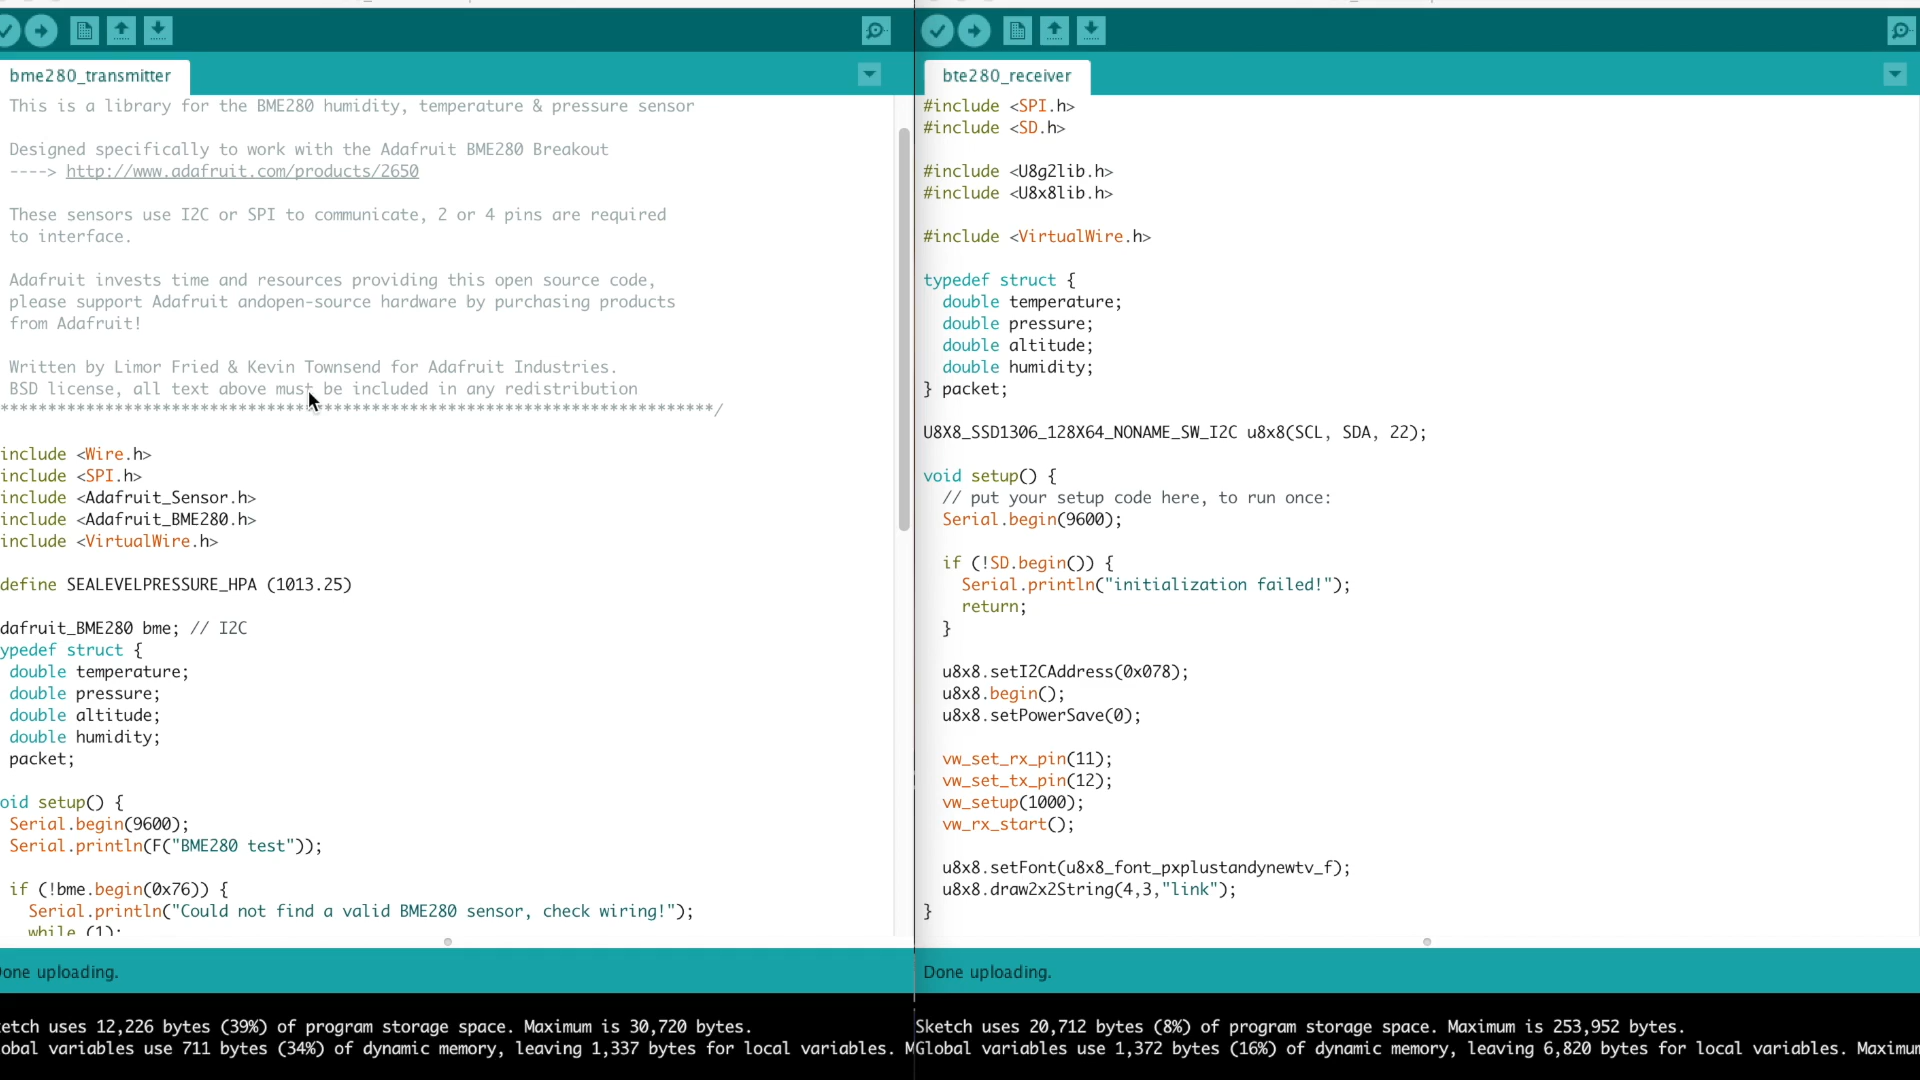 bme280_transmitter
This is a library for the BME280 humidity, temperature & pressure sensor
Designed specifically to work with the Adafruit BME280 Breakout
----> http://www.adafruit.com/products/2650
These sensors use I2C or SPI to communicate, 2 or 4 pins are required
to interface.
Adafruit invests time and resources providing this open source code,
please support Adafruit andopen-source hardware by purchasing products
from Adafruit!
Written by Limor Fried & Kevin Townsend for Adafruit Industries.
BSD license, all text above must be included in any redistribution
***************************************************************************/
include <Wire.h>
include <SPI.h>
include <Adafruit_Sensor.h>
include <Adafruit_BME280.h>
include <VirtualWire.h>
define SEALEVELPRESSURE_HPA (1013.25)
dafruit_BME280 bme; // I2C
ypedef struct {
double temperature;
double pressure;
double altitude;
double humidity;
packet;
oid setup() {
Serial.begin(9600);
Serial.println(F("BME280 test"));
if (!bme.begin(0x76)) {
Serial.println("Could not find a valid BME280 sensor, check wiring!");
while (1);
one uploading.
etch uses 12,226 bytes (39%) of program storage space. Maximum is 30,720 bytes.
obal variables use 711 bytes (34%) of dynamic memory, leaving 1,337 bytes for local variables. M
bte280_receiver
#include <SPI.h>
#include <SD.h>
#include <U8g2lib.h>
#include <U8x8lib.h>
#include <VirtualWire.h>
typedef struct {
double temperature;
double pressure;
double altitude;
double humidity;
} packet;
U8X8_SSD1306_128X64_NONAME_SW_I2C u8x8(SCL, SDA, 22);
void setup() {
// put your setup code here, to run once:
Serial.begin(9600);
if (!SD.begin()) {
Serial.println("initialization failed!");
return;
}
u8x8.setI2CAddress(0x078);
u8x8.begin();
u8x8.setPowerSave(0);
vw_set_rx_pin(11);
vw_set_tx_pin(12);
vw_setup(1000);
vw_rx_start();
u8x8.setFont(u8x8_font_pxplustandynewtv_f);
u8x8.draw2x2String(4,3,"link");
}
Done uploading.
Sketch uses 20,712 bytes (8%) of program storage space. Maximum is 253,952 bytes.
Global variables use 1,372 bytes (16%) of dynamic memory, leaving 6,820 bytes for local variables. Maximum